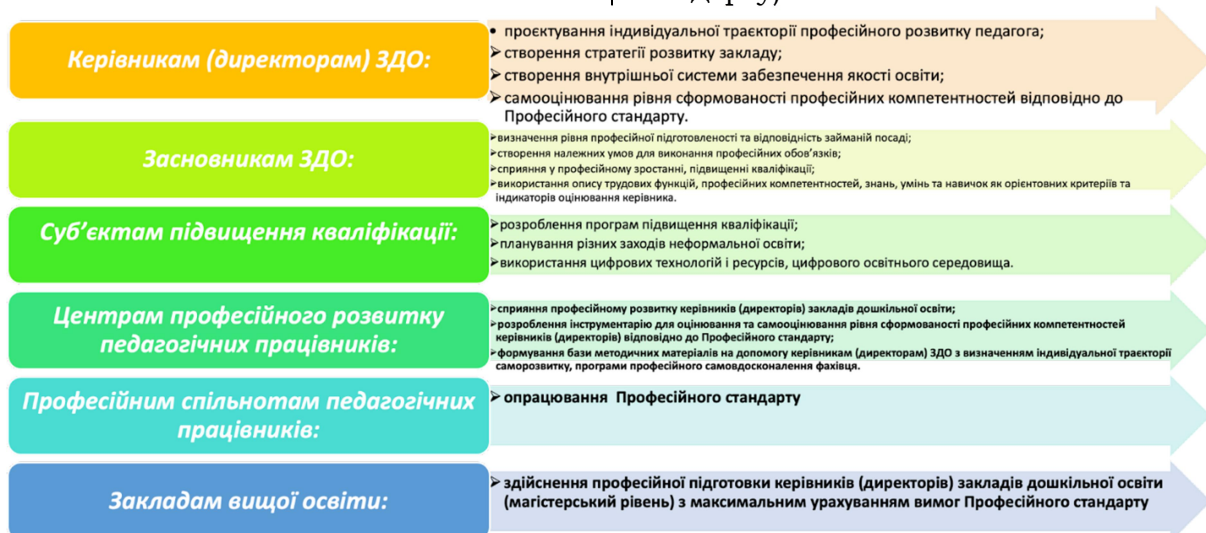 Керівникам (директорам) ЗДО:
• проєктування індивідуальної траєкторії професійного розвитку педагога;
➢ створення стратегії розвитку закладу;
➢ створення внутрішньої системи забезпечення якості освіти;
➢ самооцінювання рівня сформованості професійних компетентностей відповідно до
Професійного стандарту.
Засновникам ЗДО:
➢визначення рівня професійної підготовленості та відповідність займаній посаді;
➢створення належних умов для виконання професійних обов’язків;
➢сприяння у професійному зростанні, підвищенні кваліфікації;
➢використання опису трудових функцій, професійних компетентностей, знань, умінь та навичок як орієнтовних критеріїв та
індикаторів оцінювання керівника.
Суб’єктам підвищення кваліфікації:
➢розроблення програм підвищення кваліфікації;
➢планування різних заходів неформальної освіти;
➢використання цифрових технологій і ресурсів, цифрового освітнього середовища.
Центрам професійного розвитку
педагогічних працівників:
➢сприяння професійному розвитку керівників (директорів) закладів дошкільної освіти;
➢розроблення інструментарію для оцінювання та самооцінювання рівня сформованості професійних компетентностей
керівників (директорів) відповідно до Професійного стандарту;
➢формування бази методичних матеріалів на допомогу керівникам (директорам) ЗДО з визначенням індивідуальної траєкторії
саморозвитку, програми професійного самовдосконалення фахівця.
Професійним спільнотам педагогічних
працівників:
➢ опрацювання Професійного стандарту
Закладам вищої освіти:
➢ здійснення професійної підготовки керівників (директорів) закладів дошкільної освіти
(магістерський рівень) з максимальним урахуванням вимог Професійного стандарту